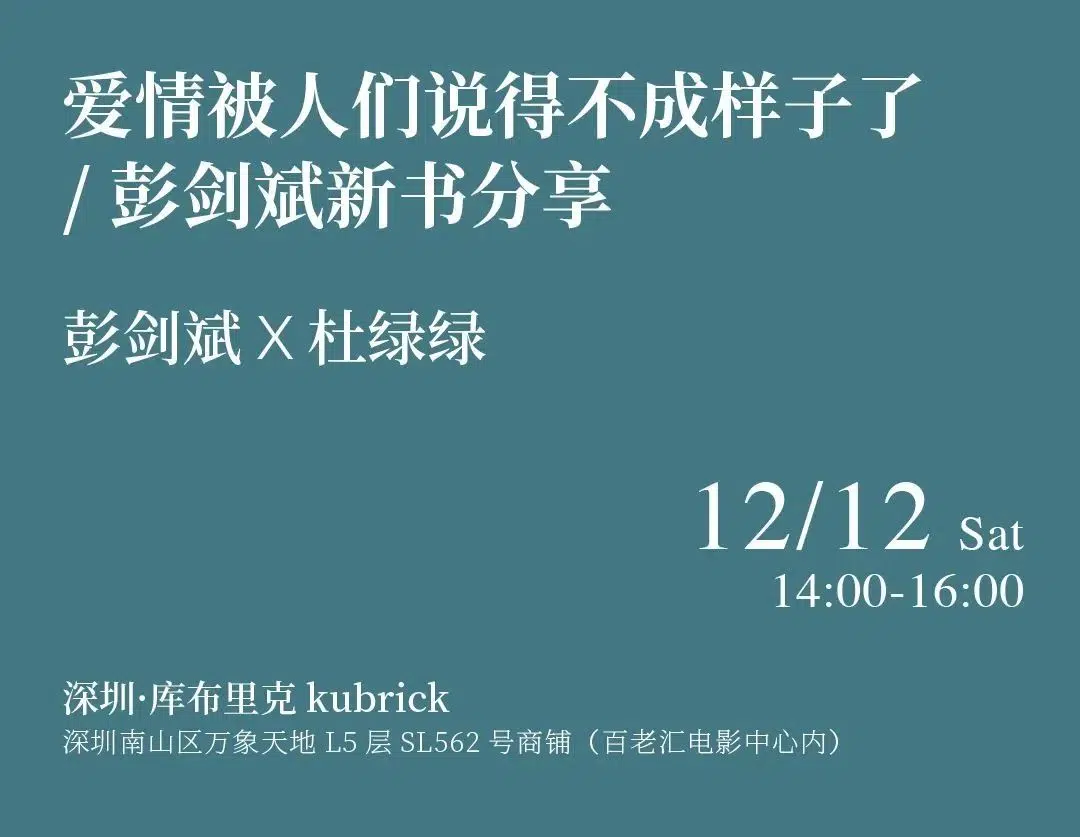 爱情被人们说得不成样子了
/ 彭剑斌新书分享
彭剑斌 X 杜绿绿
12/12 Sat
14:00-16:00
深圳·库布里克 kubrick
深圳南山区万象天地 L5 层 SL562 号商铺（百老汇电影中心内）